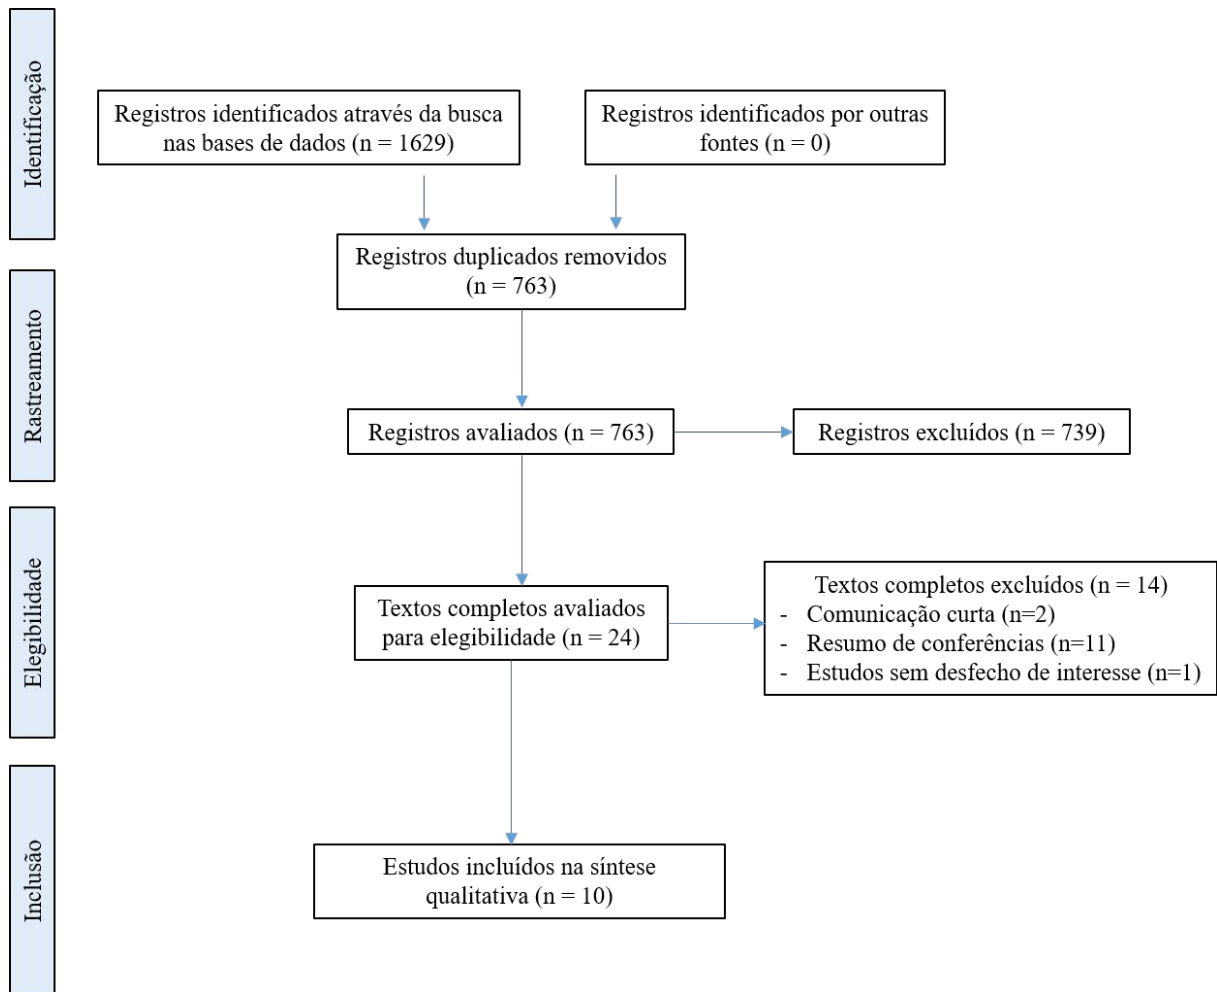 Identificação
Registros identificados através da busca
nas bases de dados (n = 1629)
Registros identificados por outras
fontes (n = 0)
Registros duplicados removidos
(n = 763)
Rastreamento
Registros avaliados (n = 763)
Registros excluídos (n = 739)
Elegibilidade
Textos completos avaliados
para elegibilidade (n = 24)
Textos completos excluídos (n = 14)
- Comunicação curta (n=2)
- Resumo de conferências (n=11)
- Estudos sem desfecho de interesse (n=1)
Inclusão
Estudos incluídos na síntese
qualitativa (n = 10)